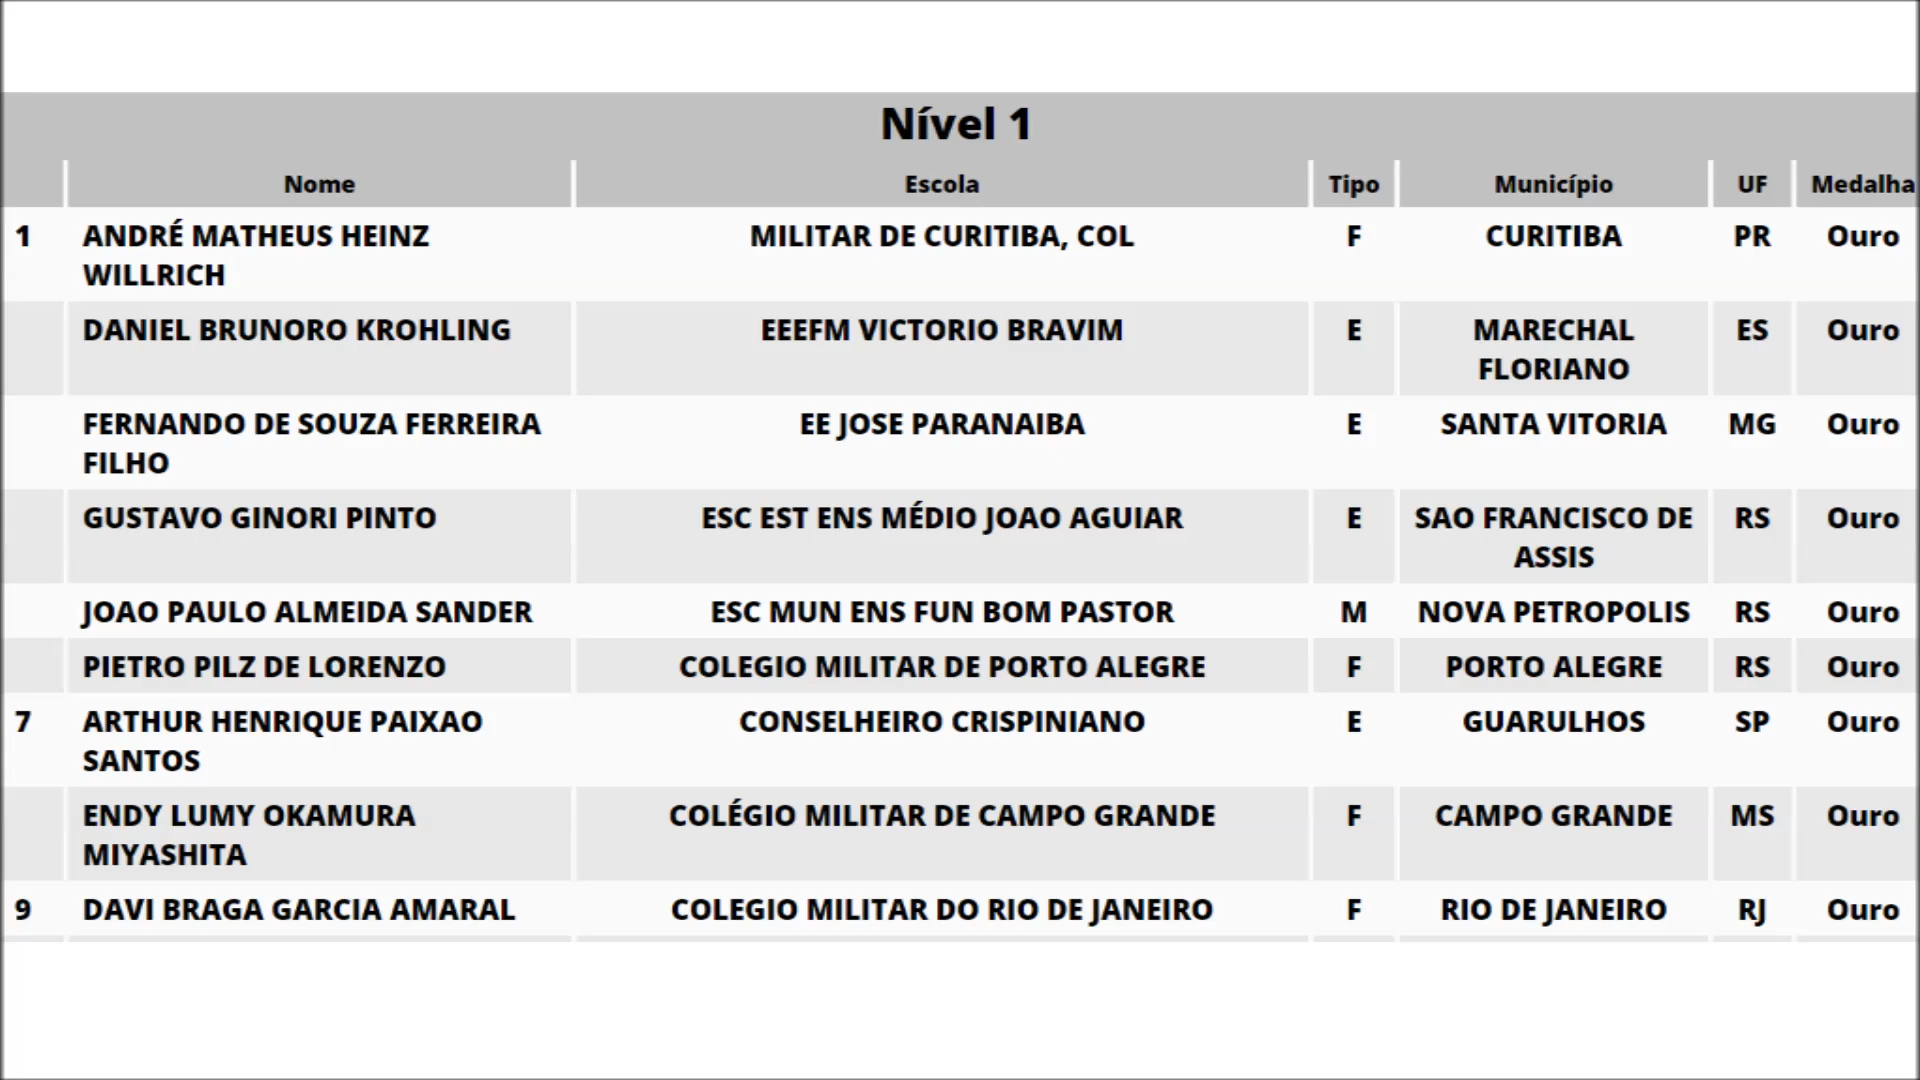 Nível 1
Nome Escola Tipo Município UF Medalha
1 ANDRÉ MATHEUS HEINZ MILITAR DE CURITIBA, COL F CURITIBA PR Ouro
WILLRICH
DANIEL BRUNORO KROHLING EEEFM VICTORIO BRAVIM E MARECHAL ES Ouro
FLORIANO
FERNANDO DE SOUZA FERREIRA EE JOSE PARANAIBA E SANTA VITORIA MG Ouro
FILHO
GUSTAVO GINORI PINTO ESC EST ENS MÉDIO JOAO AGUIAR E SAO FRANCISCO DE RS Ouro
ASSIS
JOAO PAULO ALMEIDA SANDER ESC MUN ENS FUN BOM PASTOR M NOVA PETROPOLIS RS Ouro
PIETRO PILZ DE LORENZO COLEGIO MILITAR DE PORTO ALEGRE F PORTO ALEGRE RS Ouro
7 ARTHUR HENRIQUE PAIXAO CONSELHEIRO CRISPINIANO E GUARULHOS SP Ouro
SANTOS
ENDY LUMY OKAMURA COLÉGIO MILITAR DE CAMPO GRANDE F CAMPO GRANDE MS Ouro
MIYASHITA
9 DAVI BRAGA GARCIA AMARAL COLEGIO MILITAR DO RIO DE JANEIRO F RIO DE JANEIRO RJ Ouro